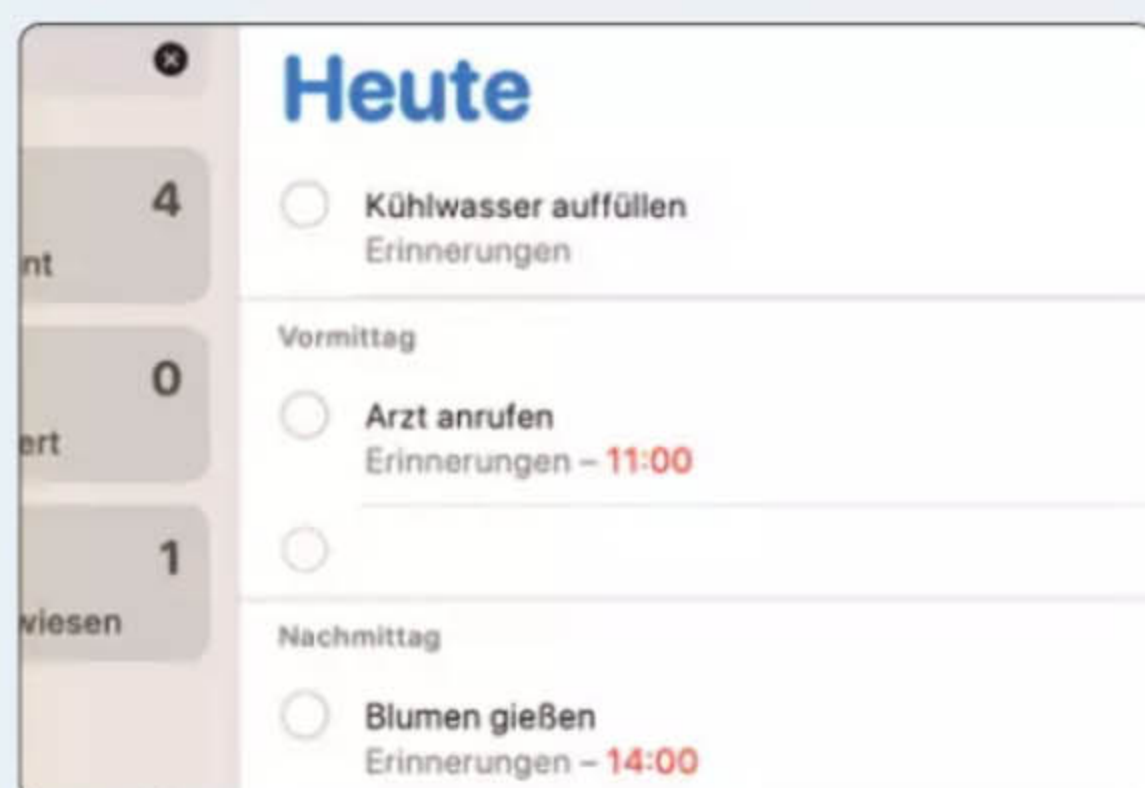 Heute
Kühlwasser auffüllen
Erinnerungen
Vormittag
Arzt anrufen
Erinnerungen – 11:00
Nachmittag
Blumen gießen
Erinnerungen – 14:00
4
nt
0
ert
1
wiesen